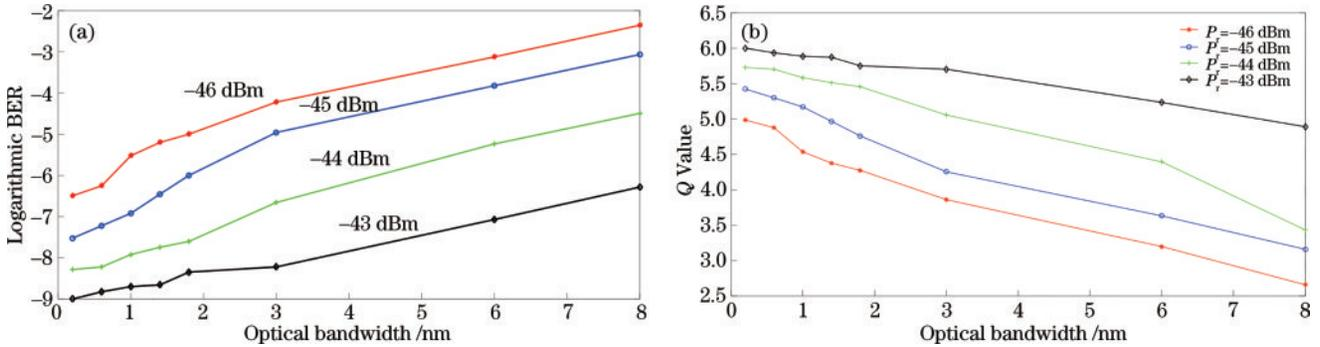 (a)
−2
−3
−4
−5
−6
−7
−8
−9
Logarithmic BER
−46 dBm
−45 dBm
−44 dBm
−43 dBm
0 1 2 3 4 5 6 7 8
Optical bandwidth /nm
(b)
6.5
6.0
5.5
5.0
4.5
4.0
3.5
3.0
2.5
Q Value
Pr=−46 dBm
Pr=−45 dBm
Pr=−44 dBm
Pr=−43 dBm
0 1 2 3 4 5 6 7 8
Optical bandwidth /nm